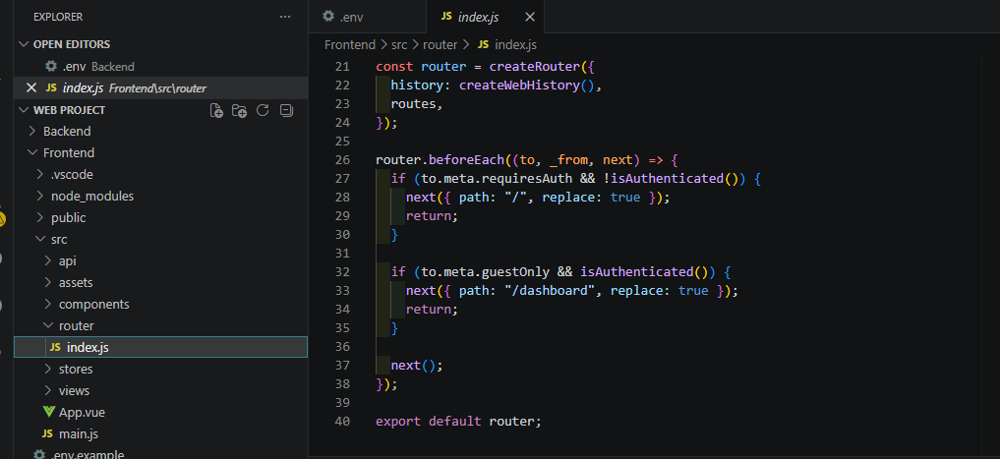 EXPLORER ...
OPEN EDITORS
.env Backend
JS index.js Frontend\src\router
WEB PROJECT
Backend
Frontend
.vscode
node_modules
public
src
api
assets
components
router
JS index.js
stores
views
App.vue
JS main.js
.env.example
.env
JS index.js
Frontend > src > router > JS index.js
21 const router = createRouter({
22 history: createWebHistory(),
23 routes,
24 });
25
26 router.beforeEach((to, _from, next) => {
27 if (to.meta.requiresAuth && !isAuthenticated()) {
28 next({ path: "/", replace: true });
29 return;
30 }
31
32 if (to.meta.guestOnly && isAuthenticated()) {
33 next({ path: "/dashboard", replace: true });
34 return;
35 }
36
37 next();
38 });
39
40 export default router;